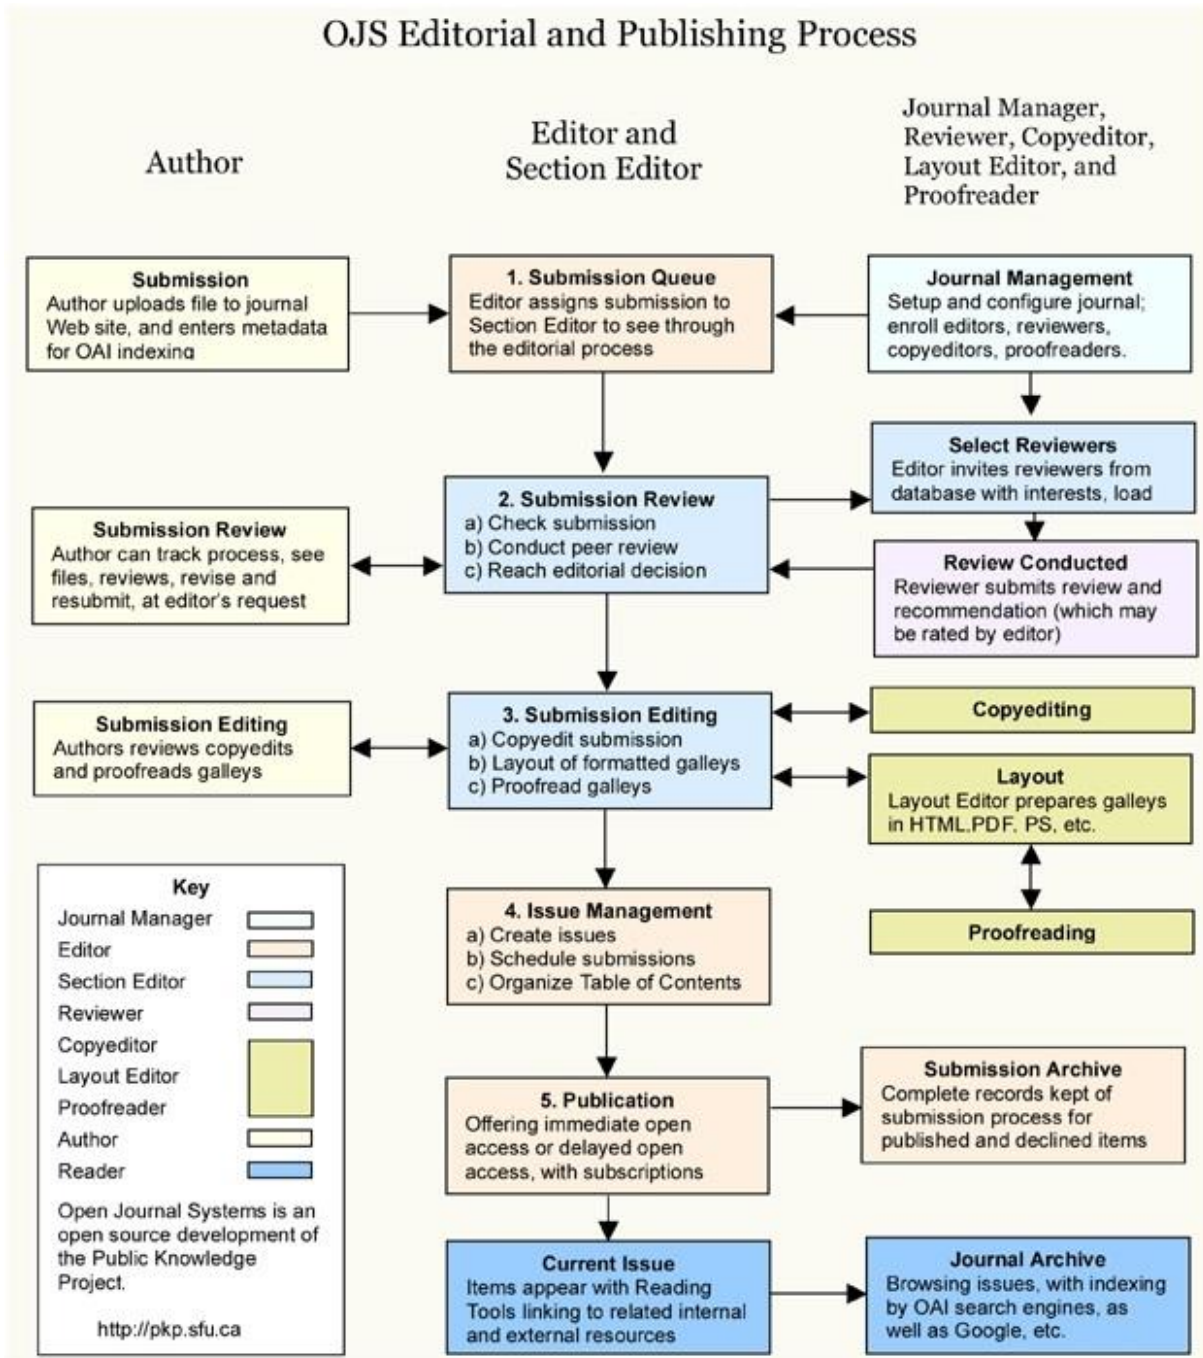 OJS Editorial and Publishing Process
Author
Editor and
Section Editor
Journal Manager,
Reviewer, Copyeditor,
Layout Editor, and
Proofreader
Submission
Author uploads file to journal
Web site, and enters metadata
for OAI indexing
1. Submission Queue
Editor assigns submission to
Section Editor to see through
the editorial process
Journal Management
Setup and configure journal;
enroll editors, reviewers,
copyeditors, proofreaders.
Select Reviewers
Editor invites reviewers from
database with interests, load
Submission Review
Author can track process, see
files, reviews, revise and
resubmit, at editor's request
2. Submission Review
a) Check submission
b) Conduct peer review
c) Reach editorial decision
Review Conducted
Reviewer submits review and
recommendation (which may
be rated by editor)
Submission Editing
Authors reviews copyedits
and proofreads galleys
3. Submission Editing
a) Copyedit submission
b) Layout of formatted galleys
c) Proofread galleys
Copyediting
Layout
Layout Editor prepares galleys
in HTML.PDF, PS, etc.
Proofreading
Key
Journal Manager
Editor
Section Editor
Reviewer
Copyeditor
Layout Editor
Proofreader
Author
Reader
Open Journal Systems is an
open source development of
the Public Knowledge
Project.
http://pkp.sfu.ca
4. Issue Management
a) Create issues
b) Schedule submissions
c) Organize Table of Contents
5. Publication
Offering immediate open
access or delayed open
access, with subscriptions
Submission Archive
Complete records kept of
submission process for
published and declined items
Current Issue
Items appear with Reading
Tools linking to related internal
and external resources
Journal Archive
Browsing issues, with indexing
by OAI search engines, as
well as Google, etc.